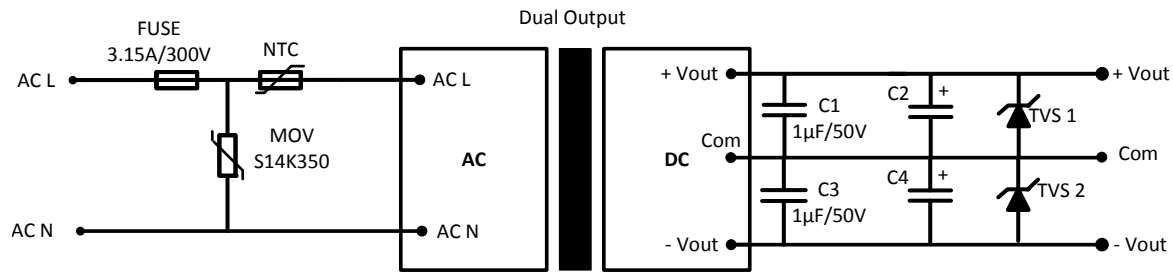 Dual Output
FUSE
3.15A/300V
NTC
AC L
AC L
MOV
S14K350
AC
AC N
AC N
+ Vout
C1
1µF/50V
C2
+
TVS 1
+ Vout
Com
DC
Com
C3
1µF/50V
C4
+
TVS 2
- Vout
- Vout